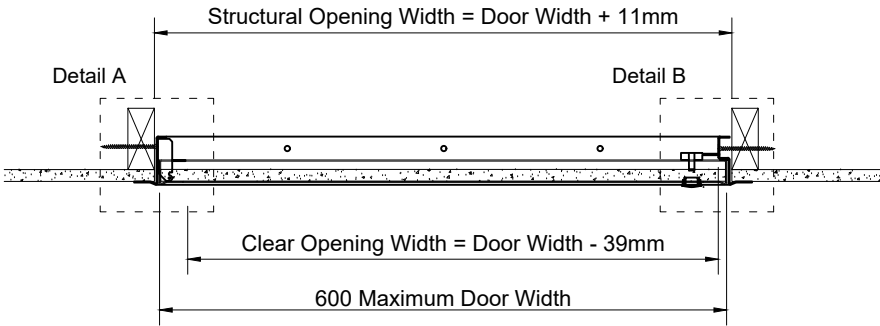 Structural Opening Width = Door Width + 11mm
Detail A
Detail B
Clear Opening Width = Door Width - 39mm
600 Maximum Door Width